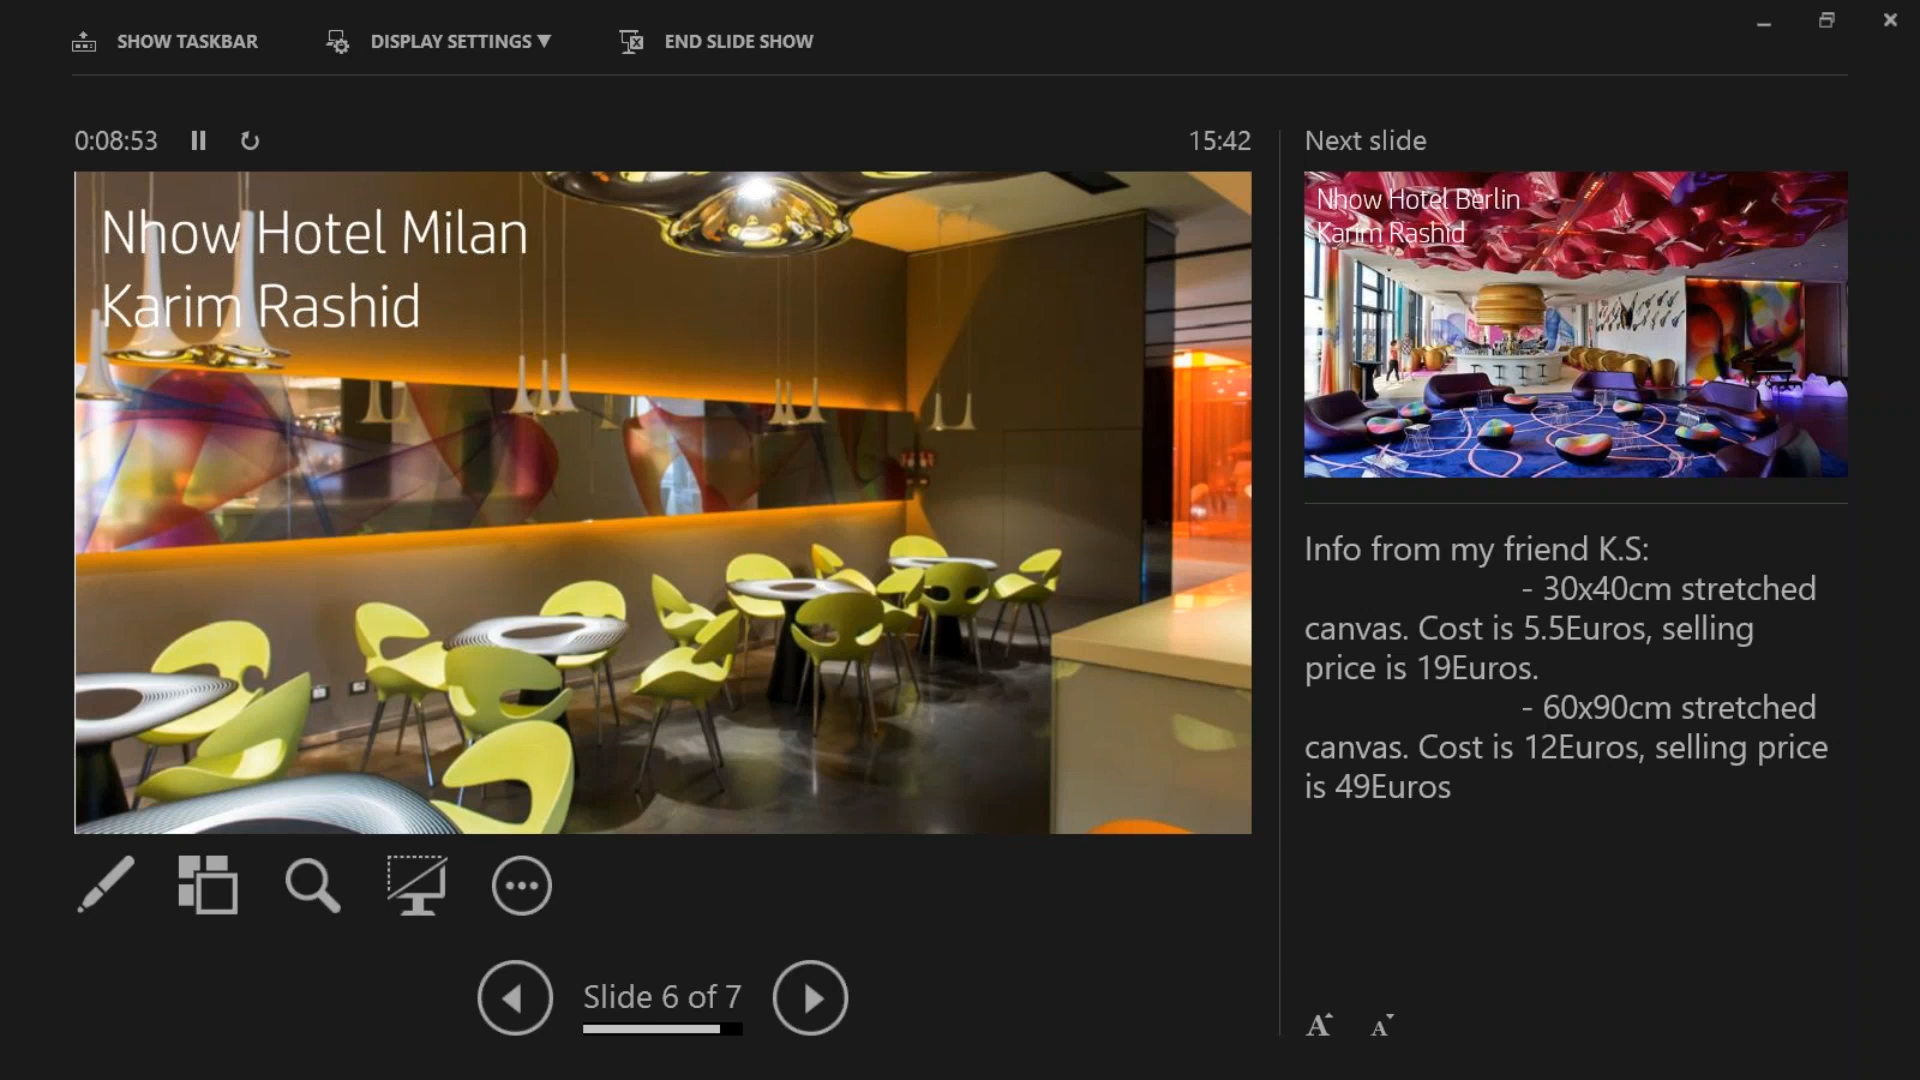 SHOW TASKBAR
DISPLAY SETTINGS ▼
END SLIDE SHOW
0:08:53
15:42
Nhow Hotel Milan
Karim Rashid
Slide 6 of 7
Next slide
Nhow Hotel Berlin
Karim Rashid
Info from my friend K.S:
- 30x40cm stretched
canvas. Cost is 5.5Euros, selling
price is 19Euros.
- 60x90cm stretched
canvas. Cost is 12Euros, selling price
is 49Euros
A A